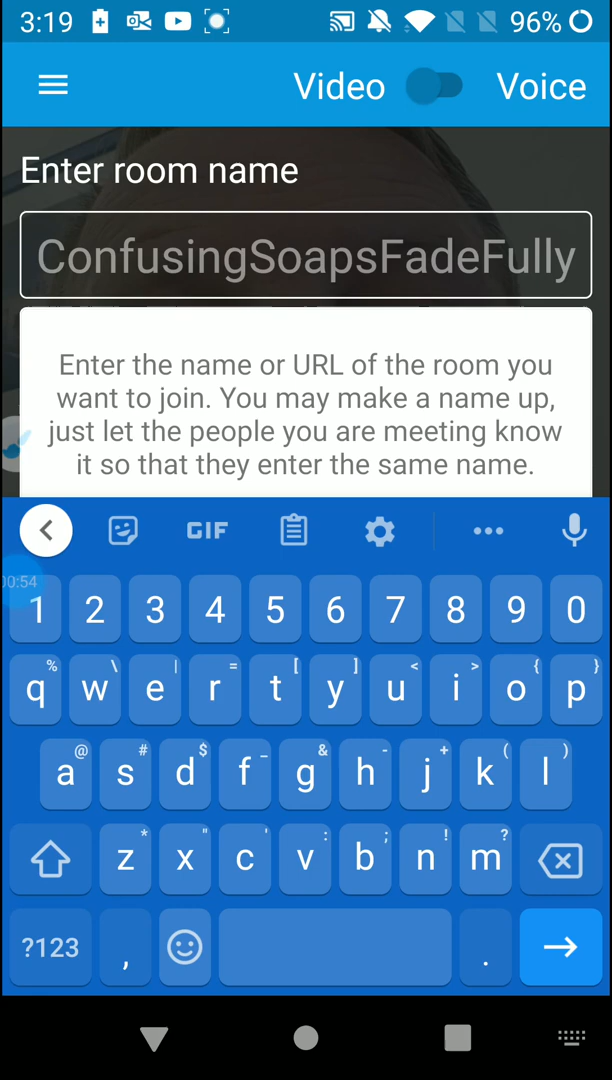 3:19 96%
Video Voice
Enter room name
ConfusingSoapsFadeFully
Enter the name or URL of the room you
want to join. You may make a name up,
just let the people you are meeting know
it so that they enter the same name.
GIF
00:54
1 2 3 4 5 6 7 8 9 0
% \ | = [ ] < > { }
q w e r t y u i o p
@ # $ _ & - + ( )
a s d f g h j k l
* " ' : ; ! ?
z x c v b n m
?123 , .